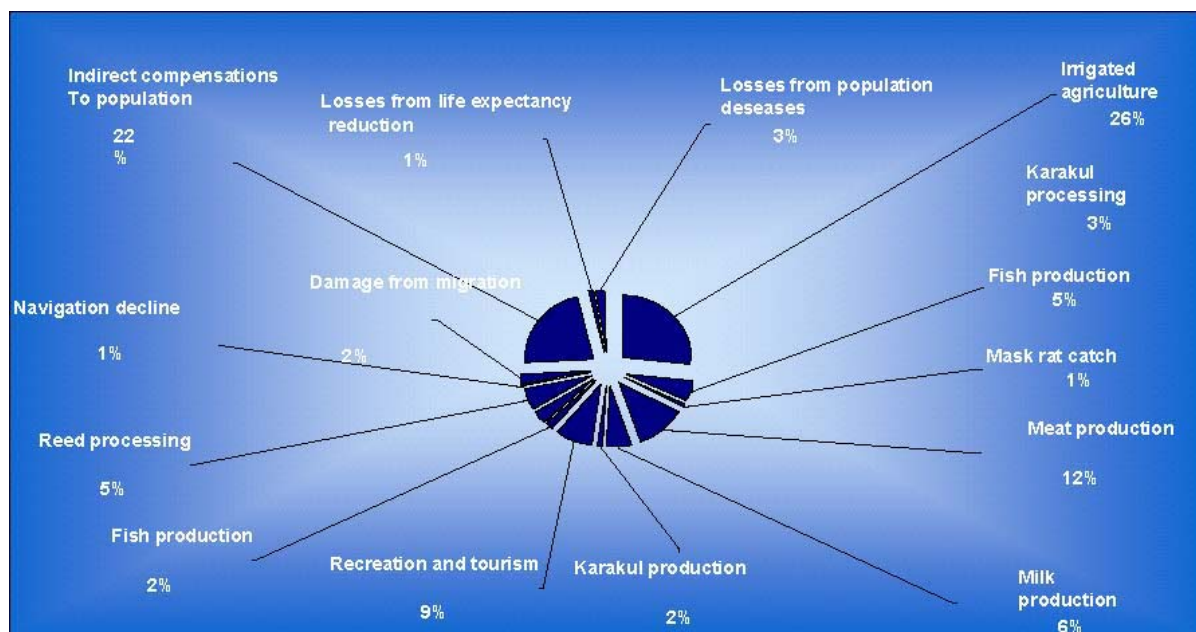 Indirect compensations
To population
22
%
Losses from life expectancy
reduction
1%
Losses from population
deseases
3%
Irrigated
agriculture
26%
Karakul
processing
3%
Damage from migration
2%
Fish production
5%
Navigation decline
1%
Mask rat catch
1%
Reed processing
5%
Meat production
12%
Fish production
2%
Recreation and tourism
9%
Karakul production
2%
Milk
production
6%